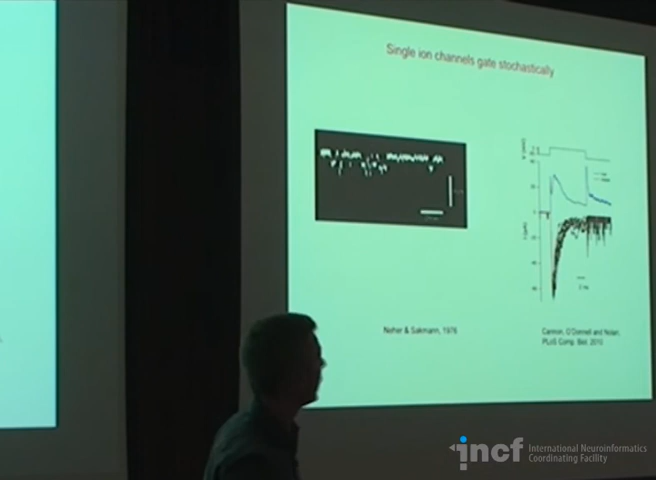 Single ion channels gate stochastically
Neher & Sakmann, 1976
Cannon, O'Donnell and Nolan,
PLoS Comp. Biol. 2010
incf International Neuroinformatics
Coordinating Facility